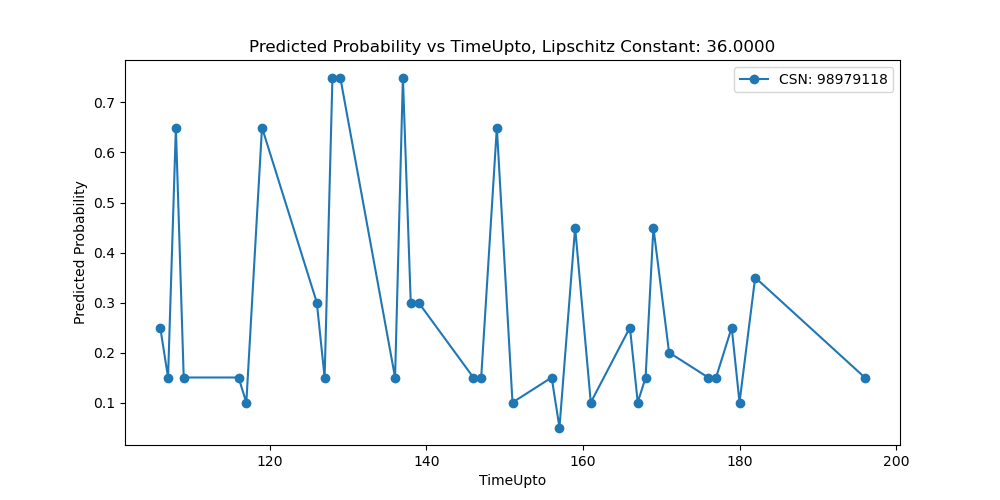 Predicted Probability vs TimeUpto, Lipschitz Constant: 36.0000
CSN: 98979118
Predicted Probability
0.7
0.6
0.5
0.4
0.3
0.2
0.1
120 140 160 180 200
TimeUpto